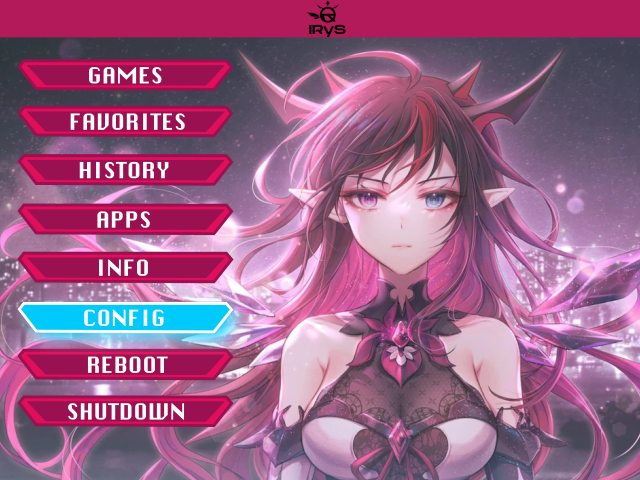 IRyS
GAMES
FAVORITES
HISTORY
APPS
INFO
CONFIG
REBOOT
SHUTDOWN